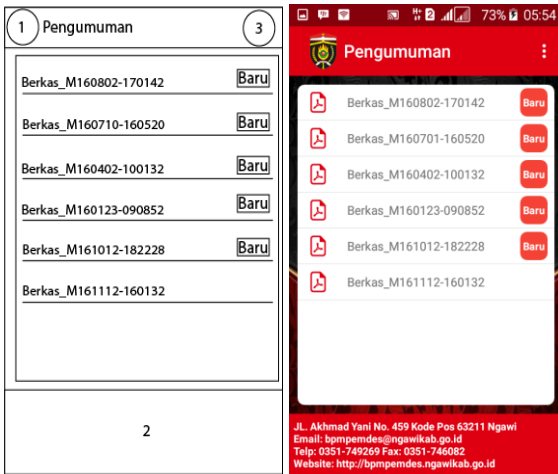 1 Pengumuman 3
Berkas_M160802-170142 Baru
Berkas_M160710-160520 Baru
Berkas_M160402-100132 Baru
Berkas_M160123-090852 Baru
Berkas_M161012-182228 Baru
Berkas_M161112-160132
2
73% 05:54
Pengumuman
Berkas_M160802-170142 Baru
Berkas_M160701-160520 Baru
Berkas_M160402-100132 Baru
Berkas_M160123-090852 Baru
Berkas_M161012-182228 Baru
Berkas_M161112-160132
JL. Akhmad Yani No. 459 Kode Pos 63211 Ngawi
Email: bpmpemdes@ngawikab.go.id
Telp: 0351-749269 Fax: 0351-746082
Website: http://bpmpemdes.ngawikab.go.id